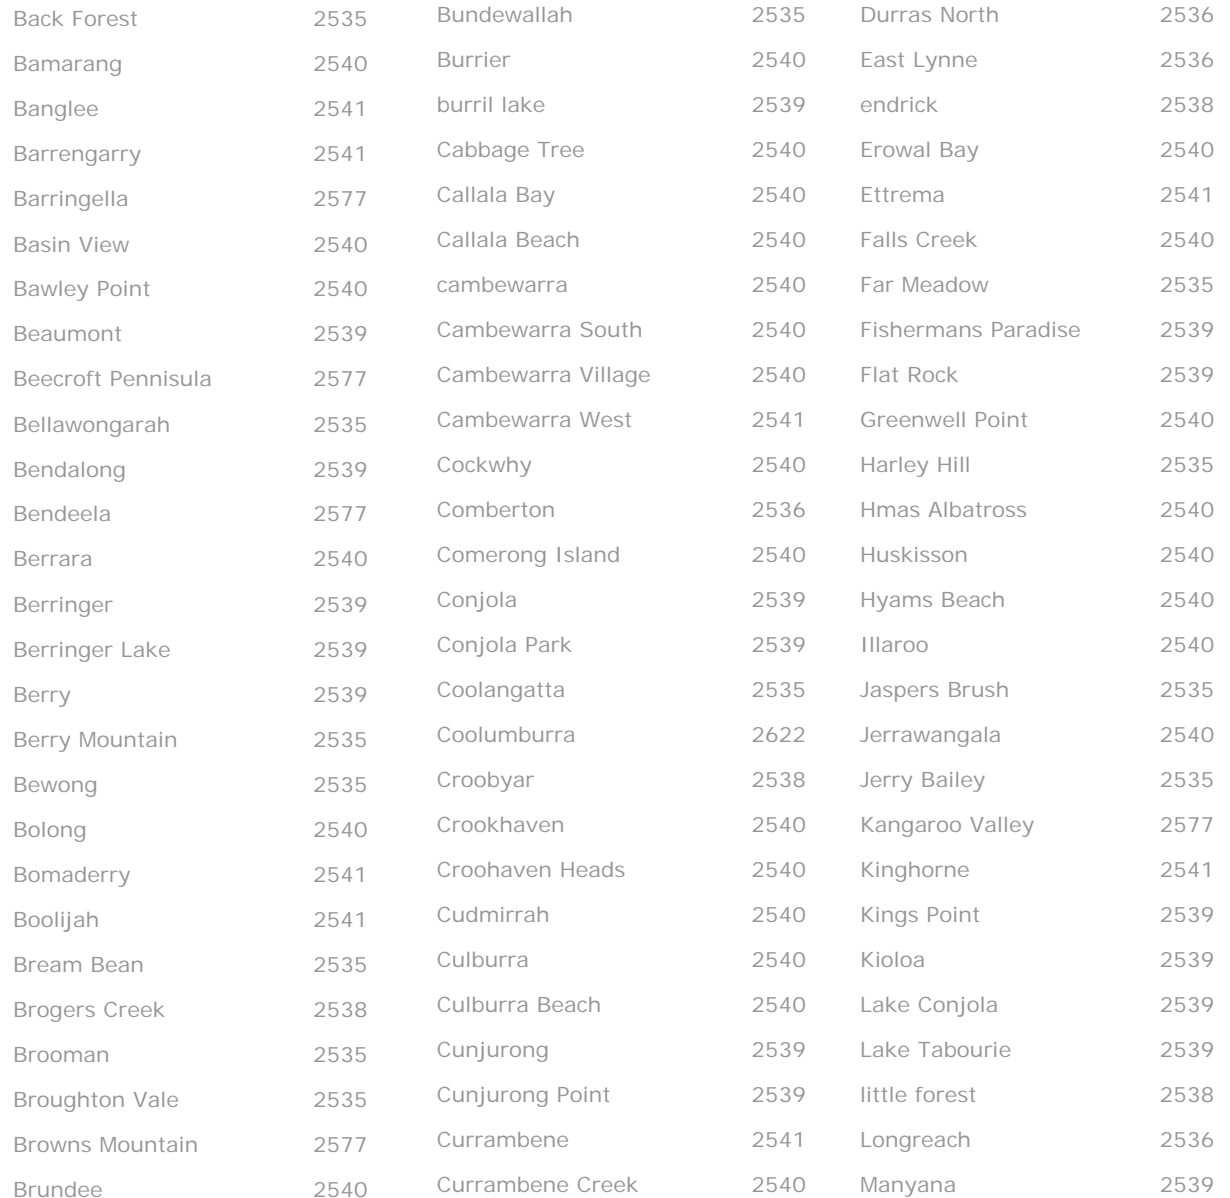 Back Forest 2535
Bamarang 2540
Banglee 2541
Barrengarry 2541
Barringella 2577
Basin View 2540
Bawley Point 2540
Beaumont 2539
Beecroft Pennisula 2577
Bellawongarah 2535
Bendalong 2539
Bendeela 2577
Berrara 2540
Berringer 2539
Berringer Lake 2539
Berry 2539
Berry Mountain 2535
Bewong 2535
Bolong 2540
Bomaderry 2541
Boolijah 2541
Bream Bean 2535
Brogers Creek 2538
Brooman 2535
Broughton Vale 2535
Browns Mountain 2577
Brundee 2540
Bundewallah 2535
Burrier 2540
burril lake 2539
Cabbage Tree 2540
Callala Bay 2540
Callala Beach 2540
cambewarra 2540
Cambewarra South 2540
Cambewarra Village 2540
Cambewarra West 2541
Cockwhy 2540
Comberton 2536
Comerong Island 2540
Conjola 2539
Conjola Park 2539
Coolangatta 2535
Coolumburra 2622
Croobyar 2538
Crookhaven 2540
Croohaven Heads 2540
Cudmirrah 2540
Culburra 2540
Culburra Beach 2540
Cunjurong 2539
Cunjurong Point 2539
Currambene 2541
Currambene Creek 2540
Durras North 2536
East Lynne 2536
endrick 2538
Erowal Bay 2540
Ettrema 2541
Falls Creek 2540
Far Meadow 2535
Fishermans Paradise 2539
Flat Rock 2539
Greenwell Point 2540
Harley Hill 2535
Hmas Albatross 2540
Huskisson 2540
Hyams Beach 2540
Illaroo 2540
Jaspers Brush 2535
Jerrawangala 2540
Jerry Bailey 2535
Kangaroo Valley 2577
Kinghorne 2541
Kings Point 2539
Kioloa 2539
Lake Conjola 2539
Lake Tabourie 2539
little forest 2538
Longreach 2536
Manyana 2539